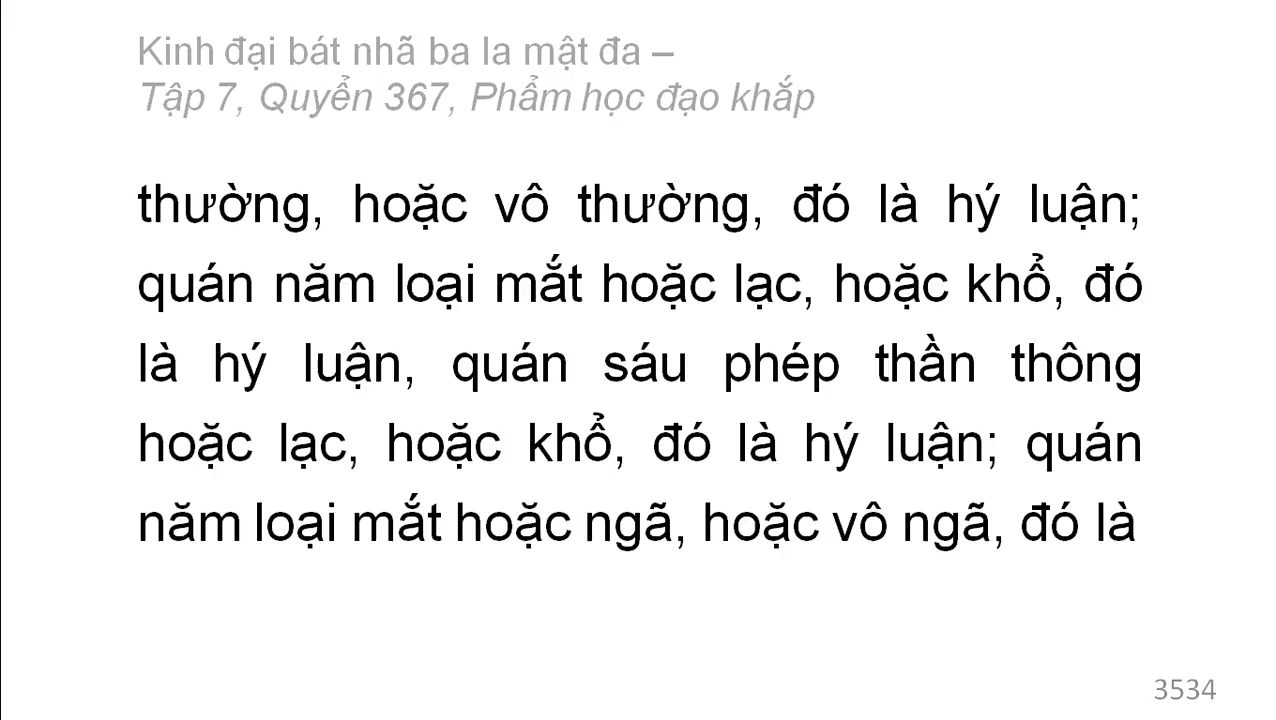 Kinh đại bát nhã ba la mật đa –
Tập 7, Quyển 367, Phẩm học đạo khắp
thường, hoặc vô thường, đó là hý luận;
quán năm loại mắt hoặc lạc, hoặc khổ, đó
là hý luận, quán sáu phép thần thông
hoặc lạc, hoặc khổ, đó là hý luận; quán
năm loại mắt hoặc ngã, hoặc vô ngã, đó là
3534